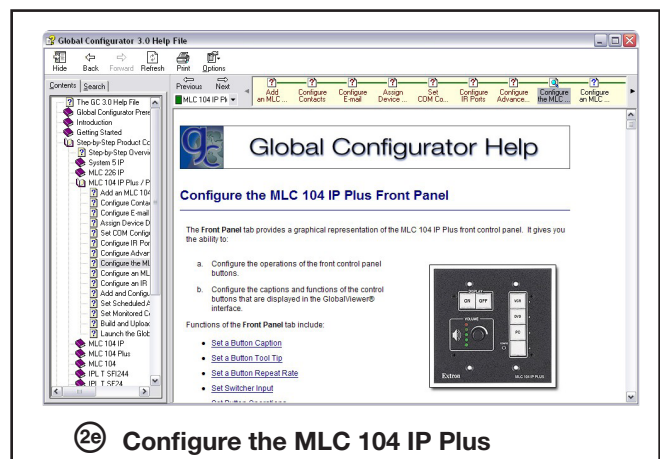 Global Configurator 3.0 Help File
Hide Back Forward Refresh Print Options
Contents Search
Previous Next
MLC 104 IP Pl
Add an MLC ...
Configure Contacts
Configure E-mail
Assign Device ...
Set COM Co...
Configure IR Ports
Configure Advance...
Configure the MLC ...
Configure an MLC ...
The GC 3.0 Help File
Global Configurator Prere
Introduction
Getting Started
Step-by-Step Product Cc
Step-by-Step Overvi
System 5 IP
MLC 226 IP
MLC 104 IP Plus / P
Add an MLC 104
Configure Contac
Configure E-mail
Assign Device D
Set COM Config
Configure IR Por
Configure Advar
Configure the ML
Configure an ML
Configure an IR
Add and Configu
Set Scheduled A
Set Monitored Co
Build and Upload
Launch the Glob
MLC 104 IP
MLC 104 Plus
MLC 104
IPL T SFI244
IPL T SF24
gc Global Configurator Help
Configure the MLC 104 IP Plus Front Panel
The Front Panel tab provides a graphical representation of the MLC 104 IP Plus front control panel. It gives you
the ability to:
a. Configure the operations of the front control panel
buttons.
b. Configure the captions and functions of the control
buttons that are displayed in the GlobalViewer®
interface.
Functions of the Front Panel tab include:
Set a Button Caption
Set a Button Tool Tip
Set a Button Repeat Rate
Set Switcher Input
Set Button Operations
DISPLAY
ON OFF
VOLUME
VCR
DVD
PC
Extron
MLC 104 IP PLUS
2e Configure the MLC 104 IP Plus